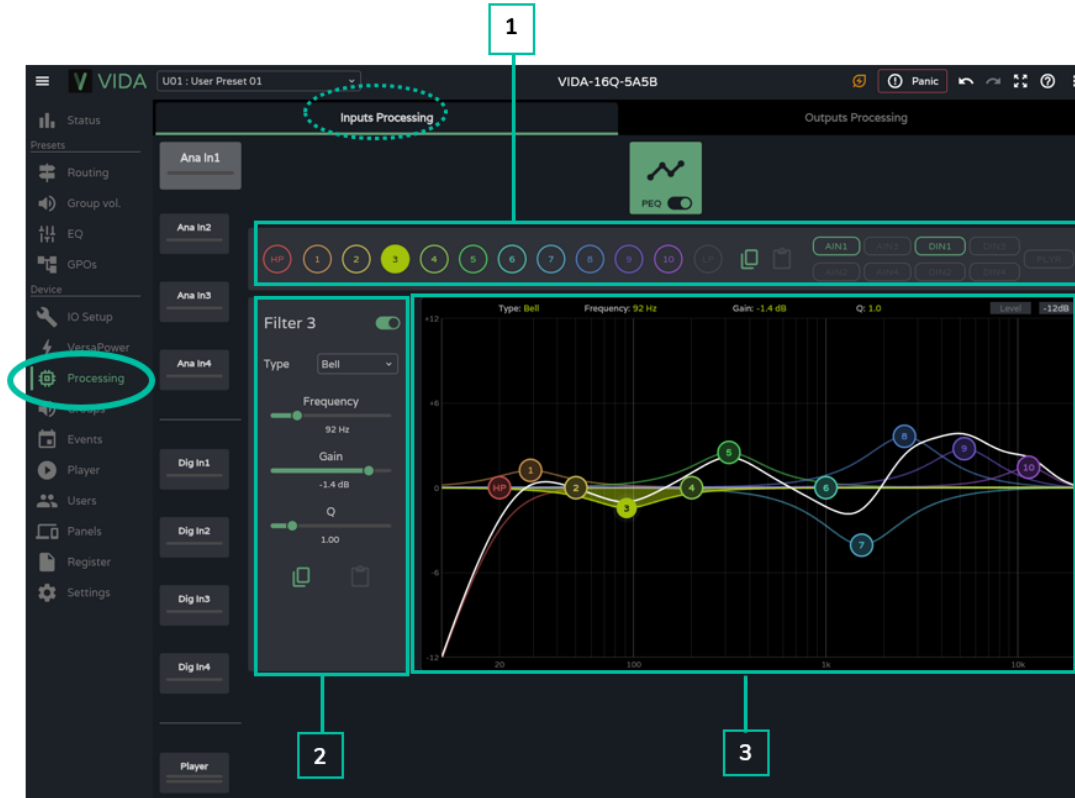 1
VIDA
U01 : User Preset 01
VIDA-16Q-5A5B
Panic
Status
Presets
Routing
Group vol.
EQ
GPOs
Device
IO Setup
VersaPower
Processing
Groups
Events
Player
Users
Panels
Register
Settings
Inputs Processing
Outputs Processing
Ana In1
Ana In2
Ana In3
Ana In4
Dig In1
Dig In2
Dig In3
Dig In4
Player
PEQ
HP 1 2 3 4 5 6 7 8 9 10 LP
AIN1 AIN3 DIN1 DIN3
PLYR
AIN2 AIN4 DIN2 DIN4
Filter 3
Type Bell
Frequency
92 Hz
Gain
-1.4 dB
Q
1.00
Type: Bell Frequency: 92 Hz Gain: -1.4 dB Q: 1.0 Level -12dB
+12
+6
0
-6
-12
HP 1 2 3 4 5 6 7 8 9 10
20 100 1k 10k
2
3